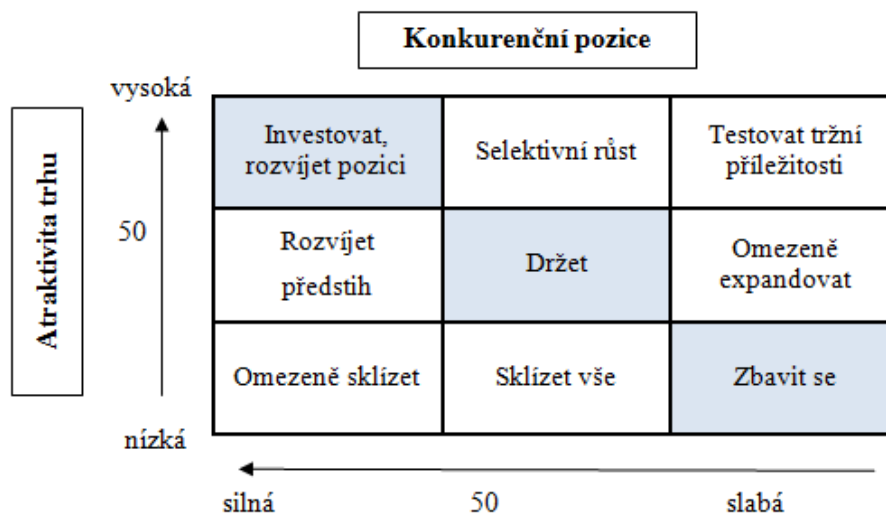 Konkurenční pozice
vysoká
Atraktivita trhu
50
nízká
Investovat,
rozvíjet pozici
Selektivní růst
Testovat tržní
příležitosti
Rozvíjet
předstih
Držet
Omezeně
expandovat
Omezeně sklízet
Sklízet vše
Zbavit se
silná
50
slabá